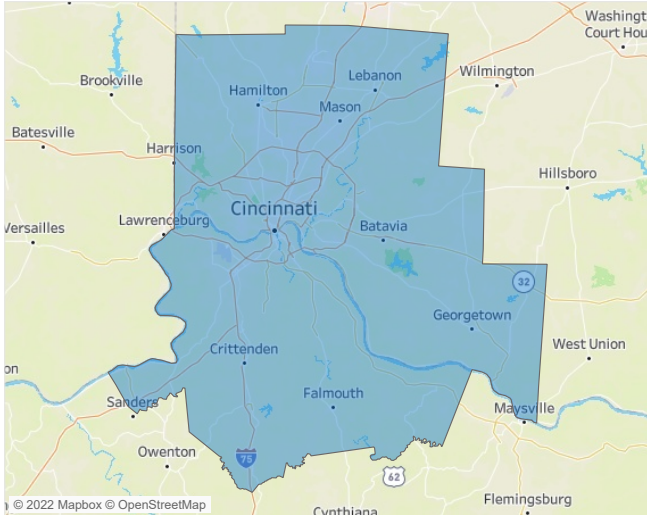 Washingt
Court Hou
Brookville
Lebanon
Wilmington
Hamilton
Mason
Batesville
Harrison
Hillsboro
Cincinnati
Lawrenceburg
Versailles
Batavia
32
Georgetown
West Union
Crittenden
on
Falmouth
Sanders
Maysville
Owenton
75
62
Flemingsburg
Cynthiana
© 2022 Mapbox © OpenStreetMap